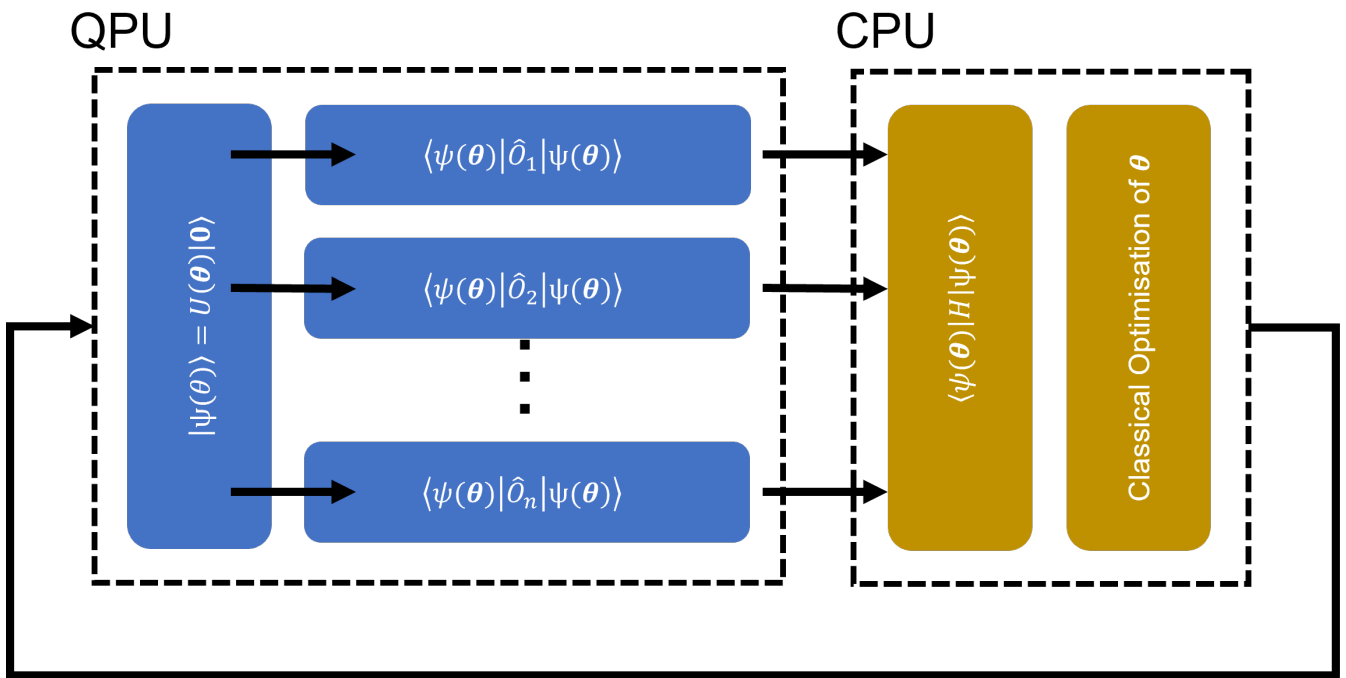 QPU
CPU
|ψ(θ)⟩ = U(𝜽)|𝟎⟩
⟨ψ(𝜽)|Ô₁|ψ(𝜽)⟩
⟨ψ(𝜽)|Ô₂|ψ(𝜽)⟩
⟨ψ(𝜽)|Ôₙ|ψ(𝜽)⟩
⟨ψ(𝜽)|H|ψ(𝜽)⟩
Classical Optimisation of 𝜽